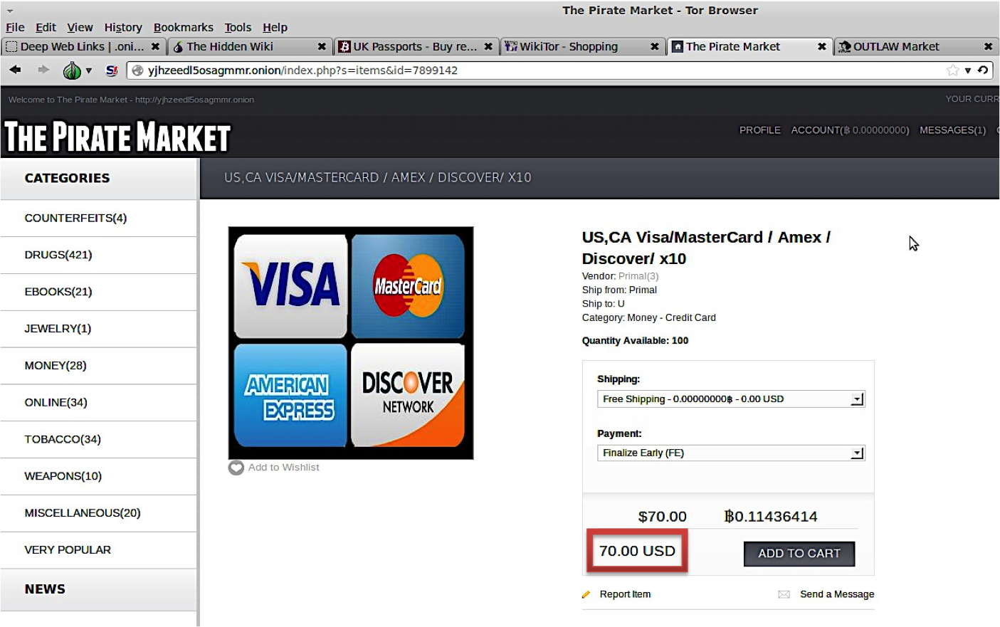 The Pirate Market - Tor Browser
File Edit View History Bookmarks Tools Help
Deep Web Links | .oni...
The Hidden Wiki
UK Passports - Buy re...
WikiTor - Shopping
The Pirate Market
OUTLAW Market
yjhzeedl5osagmmr.onion/index.php?s=items&id=7899142
Welcome to The Pirate Market - http://yjhzeedl5osagmmr.onion
YOUR CURR
THE PIRATE MARKET
PROFILE ACCOUNT(฿ 0.00000000) MESSAGES(1)
CATEGORIES
COUNTERFEITS(4)
DRUGS(421)
EBOOKS(21)
JEWELRY(1)
MONEY(28)
ONLINE(34)
TOBACCO(34)
WEAPONS(10)
MISCELLANEOUS(20)
VERY POPULAR
NEWS
US,CA VISA/MASTERCARD / AMEX / DISCOVER/ X10
VISA
MasterCard
AMERICAN
EXPRESS
DISCOVER
NETWORK
Add to Wishlist
US,CA Visa/MasterCard / Amex /
Discover/ x10
Vendor: Primal(3)
Ship from: Primal
Ship to: U
Category: Money - Credit Card
Quantity Available: 100
Shipping:
Free Shipping - 0.00000000฿ - 0.00 USD
Payment:
Finalize Early (FE)
$70.00 ฿0.11436414
70.00 USD
ADD TO CART
Report Item
Send a Message